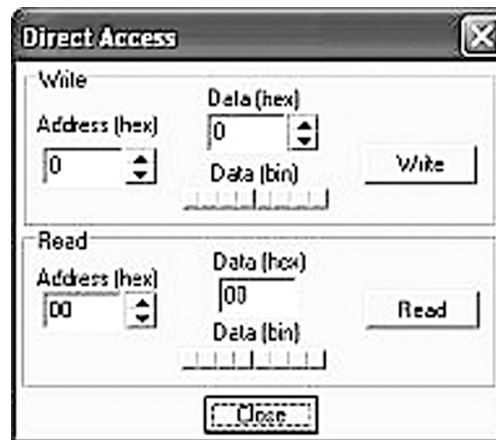 Direct Access
Write
Address (hex)
0
Data (hex)
0
Data (bin)
Write
Read
Address (hex)
00
Data (hex)
00
Data (bin)
Read
Close